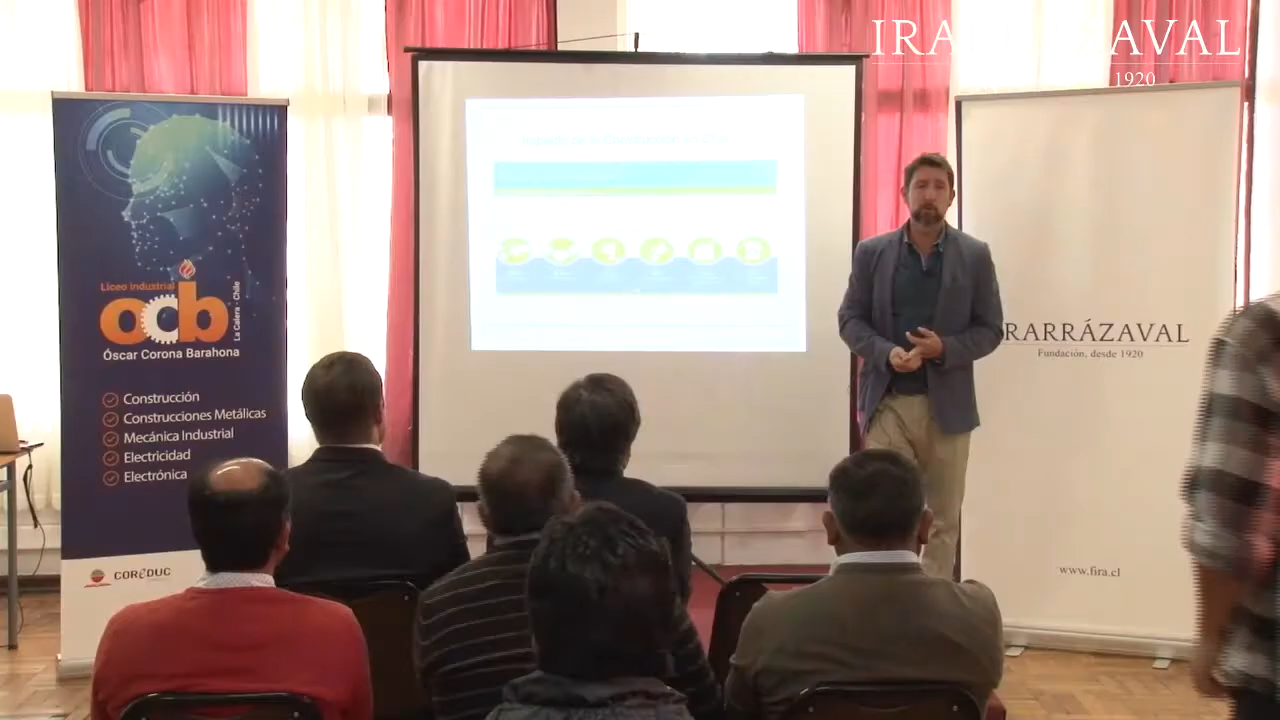 IRARRÁZAVAL
1920
Liceo Industrial
ocb
La Calera - Chile
Óscar Corona Barahona
Construcción
Construcciones Metálicas
Mecánica Industrial
Electricidad
Electrónica
COREDUC
RARRÁZAVAL
Fundación, desde 1920
www.fira.cl